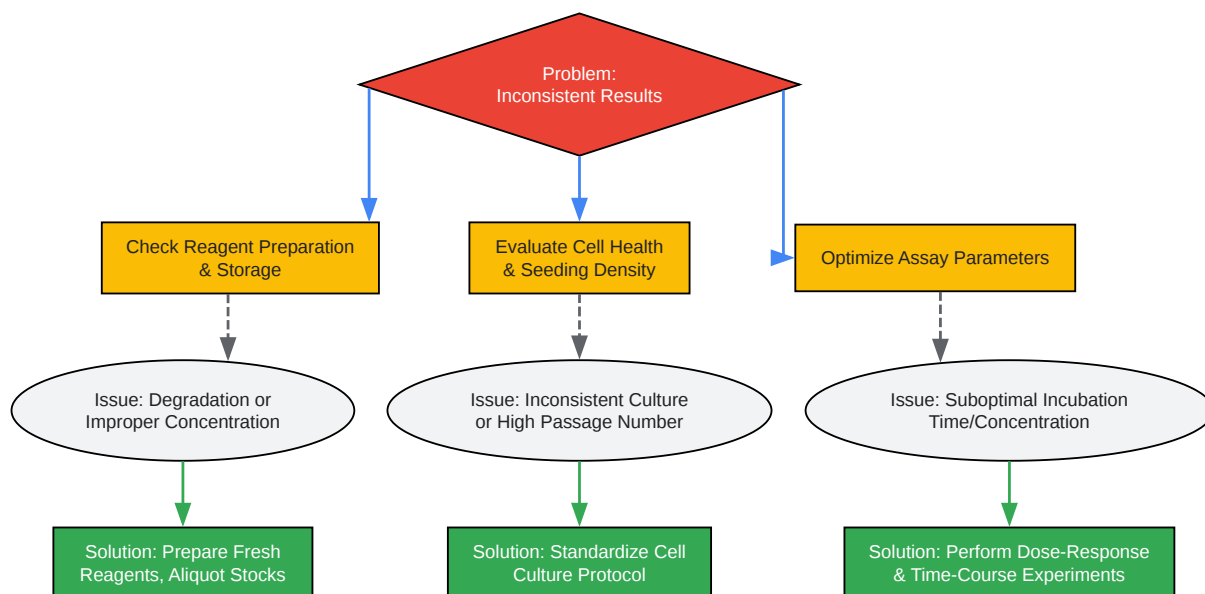 Problem:
Inconsistent Results
Check Reagent Preparation
& Storage
Evaluate Cell Health
& Seeding Density
Optimize Assay Parameters
Issue: Degradation or
Improper Concentration
Issue: Inconsistent Culture
or High Passage Number
Issue: Suboptimal Incubation
Time/Concentration
Solution: Prepare Fresh
Reagents, Aliquot Stocks
Solution: Standardize Cell
Culture Protocol
Solution: Perform Dose-Response
& Time-Course Experiments